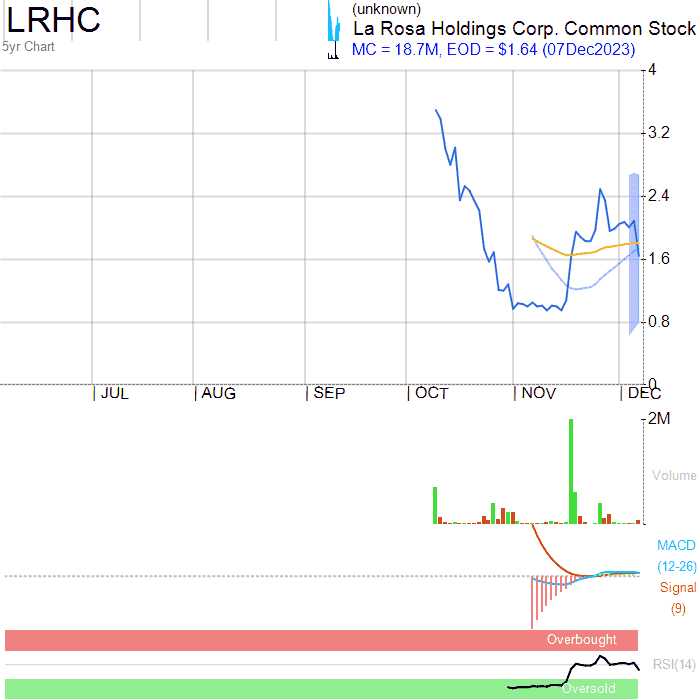 LRHC
5yr Chart
(unknown)
La Rosa Holdings Corp. Common Stock
MC = 18.7M, EOD = $1.64 (07Dec2023)
4
3.2
2.4
1.6
0.8
0
JUL AUG SEP OCT NOV DEC
2M
Volume
MACD
(12-26)
Signal
(9)
Overbought
RSI(14)
Oversold